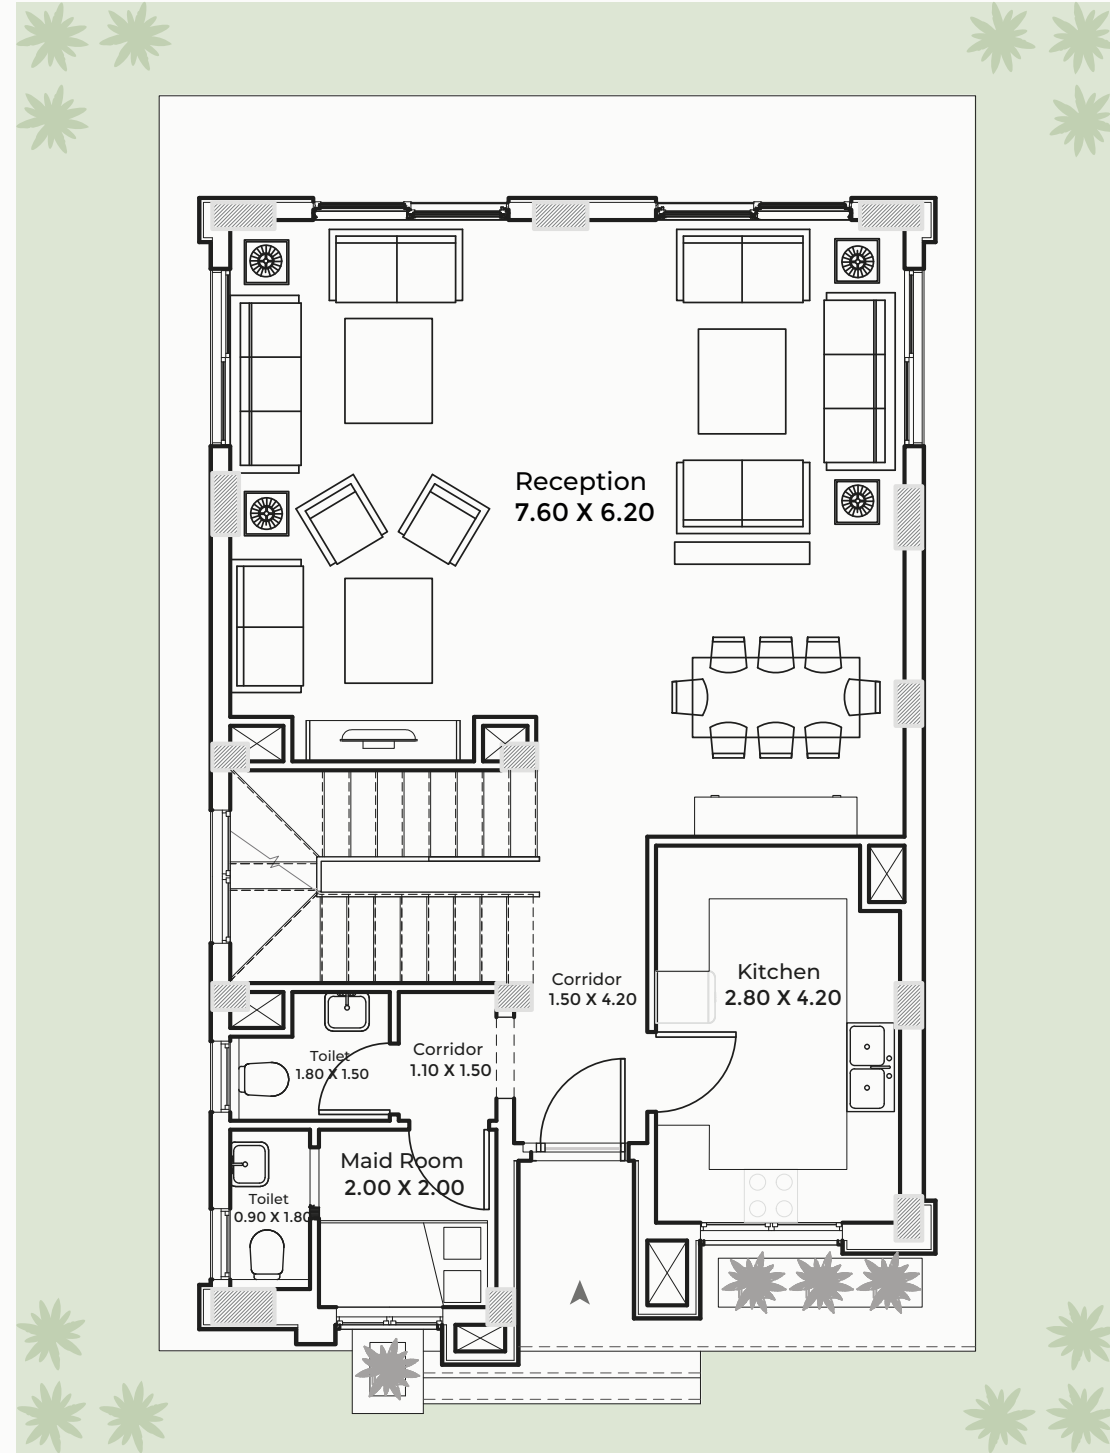 Reception
7.60 X 6.20
Kitchen
2.80 X 4.20
Corridor
1.50 X 4.20
Corridor
1.10 X 1.50
Toilet
1.80 X 1.50
Maid Room
2.00 X 2.00
Toilet
0.90 X 1.80